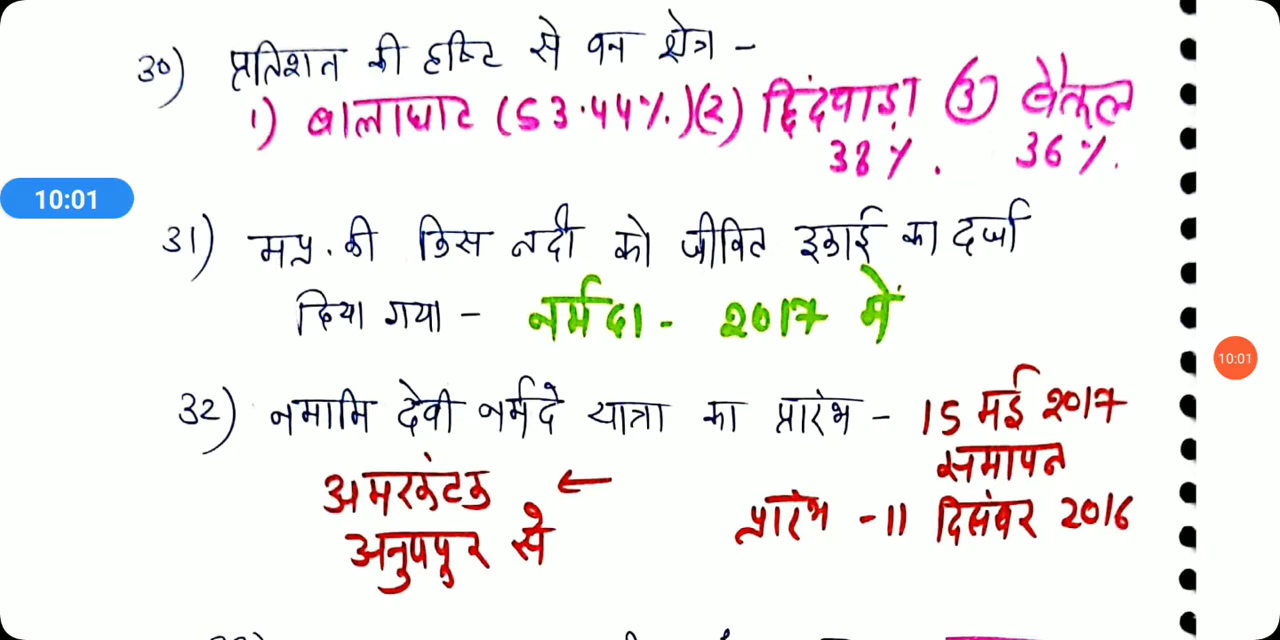 30) प्रतिशत की दृष्टि से वन क्षेत्र -
1) बालाघाट (53.44%) (2) छिंदवाड़ा (3) बैतूल
38%. 36%.
10:01
31) मप्र. की किस नदी को जीवित इकाई का दर्जा
दिया गया - नर्मदा - 2017 में
10:01
32) नमामि देवी नर्मदे यात्रा का प्रारंभ - 15 मई 2017
समापन
अमरकंटक ← प्रारंभ - 11 दिसंबर 2016
अनुपपुर से